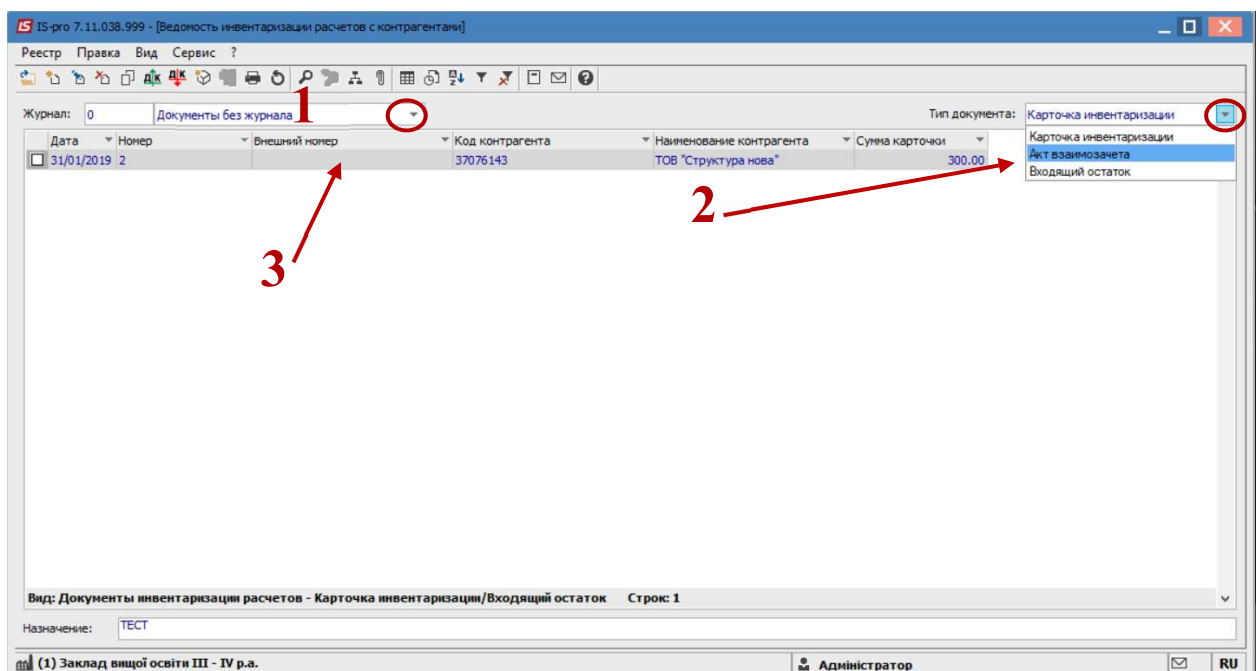 IS-pro 7.11.038.999 - [Ведомость инвентаризации расчетов с контрагентами]
Реестр Правка Вид Сервис ?
1
Журнал: 0 Документы без журнала Тип документа: Карточка инвентаризации
Дата Номер Внешний номер Код контрагента Наименование контрагента Сумма карточки
Карточка инвентаризации
31/01/2019 2 37076143 ТОВ "Структура нова" 300.00
Акт взаимозачета
Входящий остаток
2
3
Вид: Документы инвентаризации расчетов - Карточка инвентаризации/Входящий остаток Строк: 1
Назначение: ТЕСТ
(1) Заклад вищої освіти III - IV р.а. Адміністратор RU